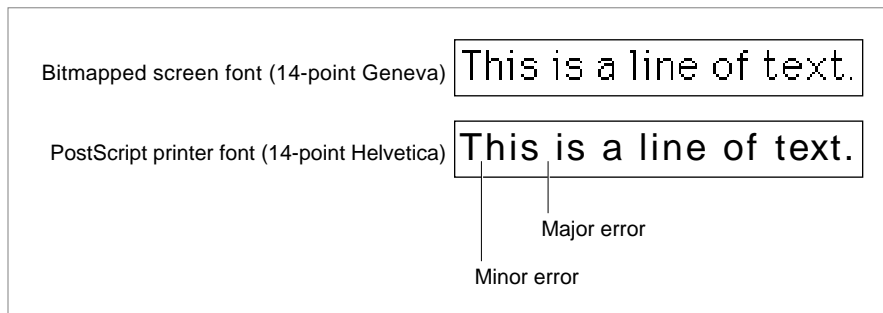 Bitmapped screen font (14-point Geneva) This is a line of text.
PostScript printer font (14-point Helvetica) This is a line of text.
Major error
Minor error